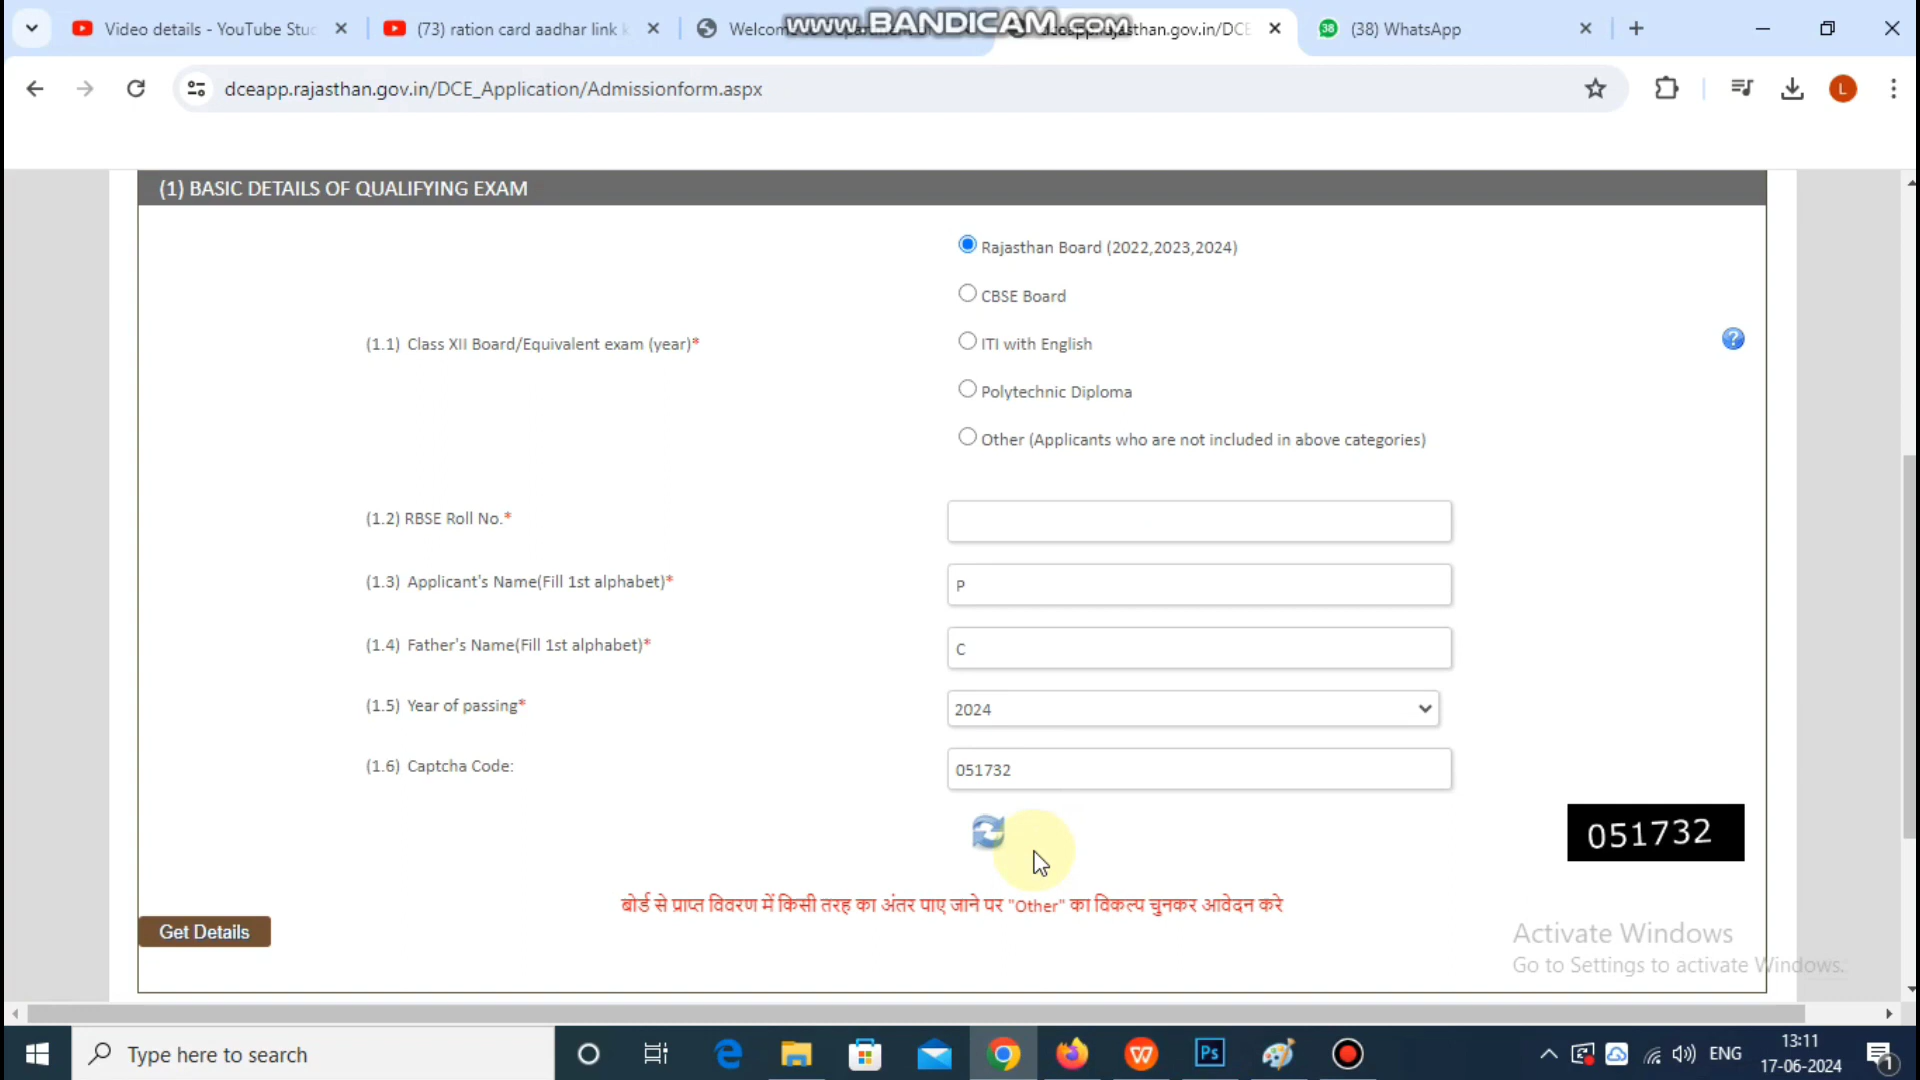 www.BANDICAM.com
Video details - YouTube Stu
(73) ration card aadhar link
Welcom
than.gov.in/DCE
(38) WhatsApp
dceapp.rajasthan.gov.in/DCE_Application/Admissionform.aspx
L
(1) BASIC DETAILS OF QUALIFYING EXAM
Rajasthan Board (2022,2023,2024)
CBSE Board
(1.1) Class XII Board/Equivalent exam (year)*
ITI with English
?
Polytechnic Diploma
Other (Applicants who are not included in above categories)
(1.2) RBSE Roll No.*
(1.3) Applicant's Name(Fill 1st alphabet)*
P
(1.4) Father's Name(Fill 1st alphabet)*
C
(1.5) Year of passing*
2024
(1.6) Captcha Code:
051732
051732
बोर्ड से प्राप्त विवरण में किसी तरह का अंतर पाए जाने पर "Other" का विकल्प चुनकर आवेदन करे
Get Details
Activate Windows
Go to Settings to activate Windows.
Type here to search
Ps
ENG
13:11
17-06-2024
1